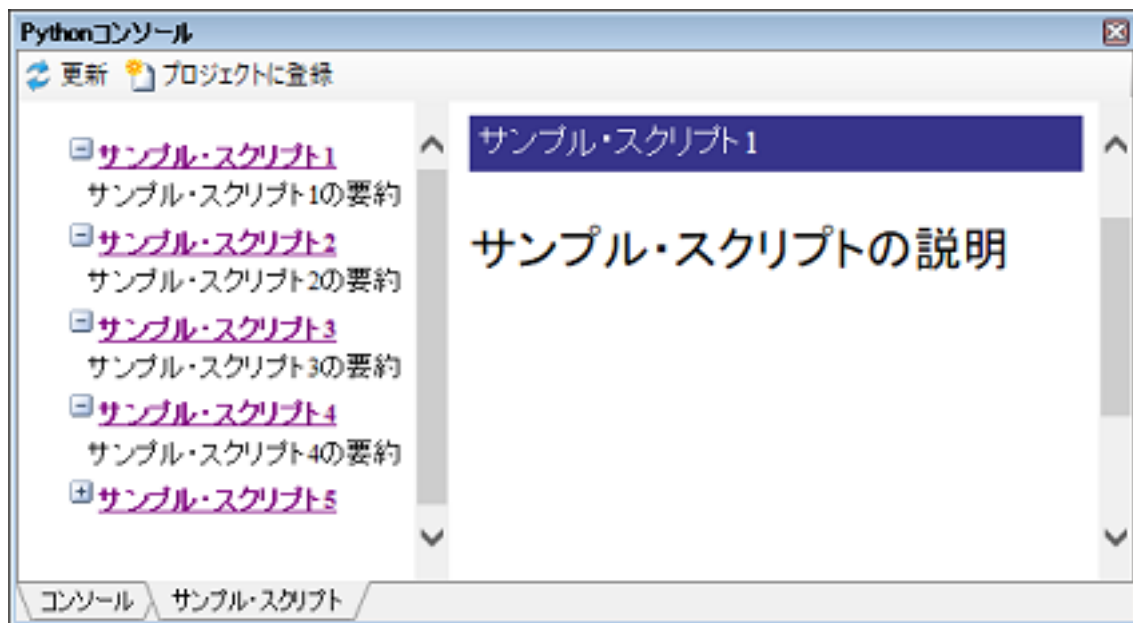 Pythonコンソール
更新 プロジェクトに登録
サンプル・スクリプト1
サンプル・スクリプト1の要約
サンプル・スクリプト2
サンプル・スクリプト2の要約
サンプル・スクリプト3
サンプル・スクリプト3の要約
サンプル・スクリプト4
サンプル・スクリプト4の要約
サンプル・スクリプト5
サンプル・スクリプト1
サンプル・スクリプトの説明
コンソール サンプル・スクリプト